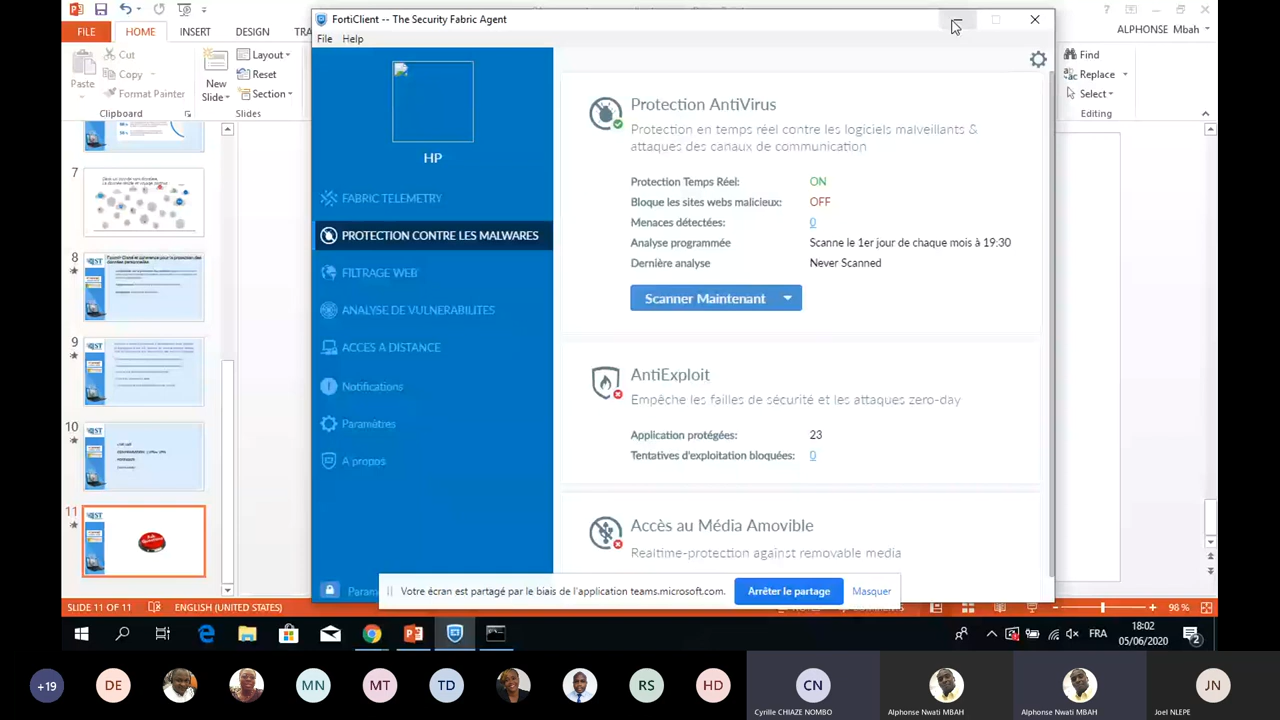 FortiClient -- The Security Fabric Agent
File Help
ALPHONSE Mbah
FILE HOME INSERT DESIGN
Paste
Cut
Copy
Format Painter
Clipboard
New
Slide
Layout
Reset
Section
Slides
Find
Replace
Select
Editing
7
8
9
10
11
HP
FABRIC TELEMETRY
PROTECTION CONTRE LES MALWARES
FILTRAGE WEB
ANALYSE DE VULNERABILITES
ACCES A DISTANCE
Notifications
Paramètres
A propos
Protection AntiVirus
Protection en temps réel contre les logiciels malveillants &
attaques des canaux de communication
Protection Temps Réel: ON
Bloque les sites webs malicieux: OFF
Menaces détectées: 0
Analyse programmée Scanne le 1er jour de chaque mois à 19:30
Dernière analyse Never Scanned
Scanner Maintenant
AntiExploit
Empêche les failles de sécurité et les attaques zero-day
Application protégées: 23
Tentatives d'exploitation bloquées: 0
Accès au Média Amovible
Realtime-protection against removable media
Votre écran est partagé par le biais de l'application teams.microsoft.com.
Arrêter le partage
Masquer
SLIDE 11 OF 11 ENGLISH (UNITED STATES)
98 %
FRA
18:02
05/06/2020
2
+19 DE MN MT TD RS HD CN JN
Cyrille CHIAZE NOMBO Alphonse Nwati MBAH Alphonse Nwati MBAH Joel NLEPE